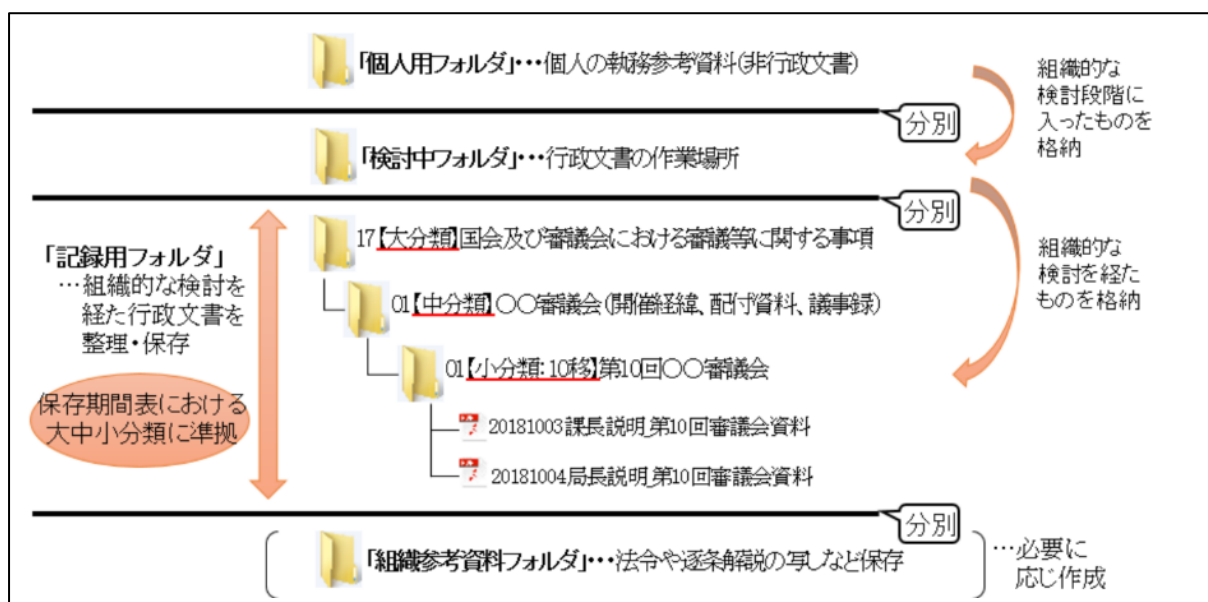 「個人用フォルダ」・・・個人の執務参考資料(非行政文書)
組織的な
検討段階に
入ったものを
格納
分別
「検討中フォルダ」・・・行政文書の作業場所
分別
17【大分類】国会及び審議会における審議等に関する事項
「記録用フォルダ」
…組織的な検討を
経た行政文書を
整理・保存
組織的な
検討を経た
ものを格納
01【中分類】〇〇審議会(開催経緯、配付資料、議事録)
01【小分類:10移】第10回〇〇審議会
保存期間表における
大中小分類に準拠
20181003課長説明_第10回審議会資料
20181004局長説明_第10回審議会資料
分別
「組織参考資料フォルダ」・・・法令や逐条解説の写しなど保存
…必要に
応じ作成